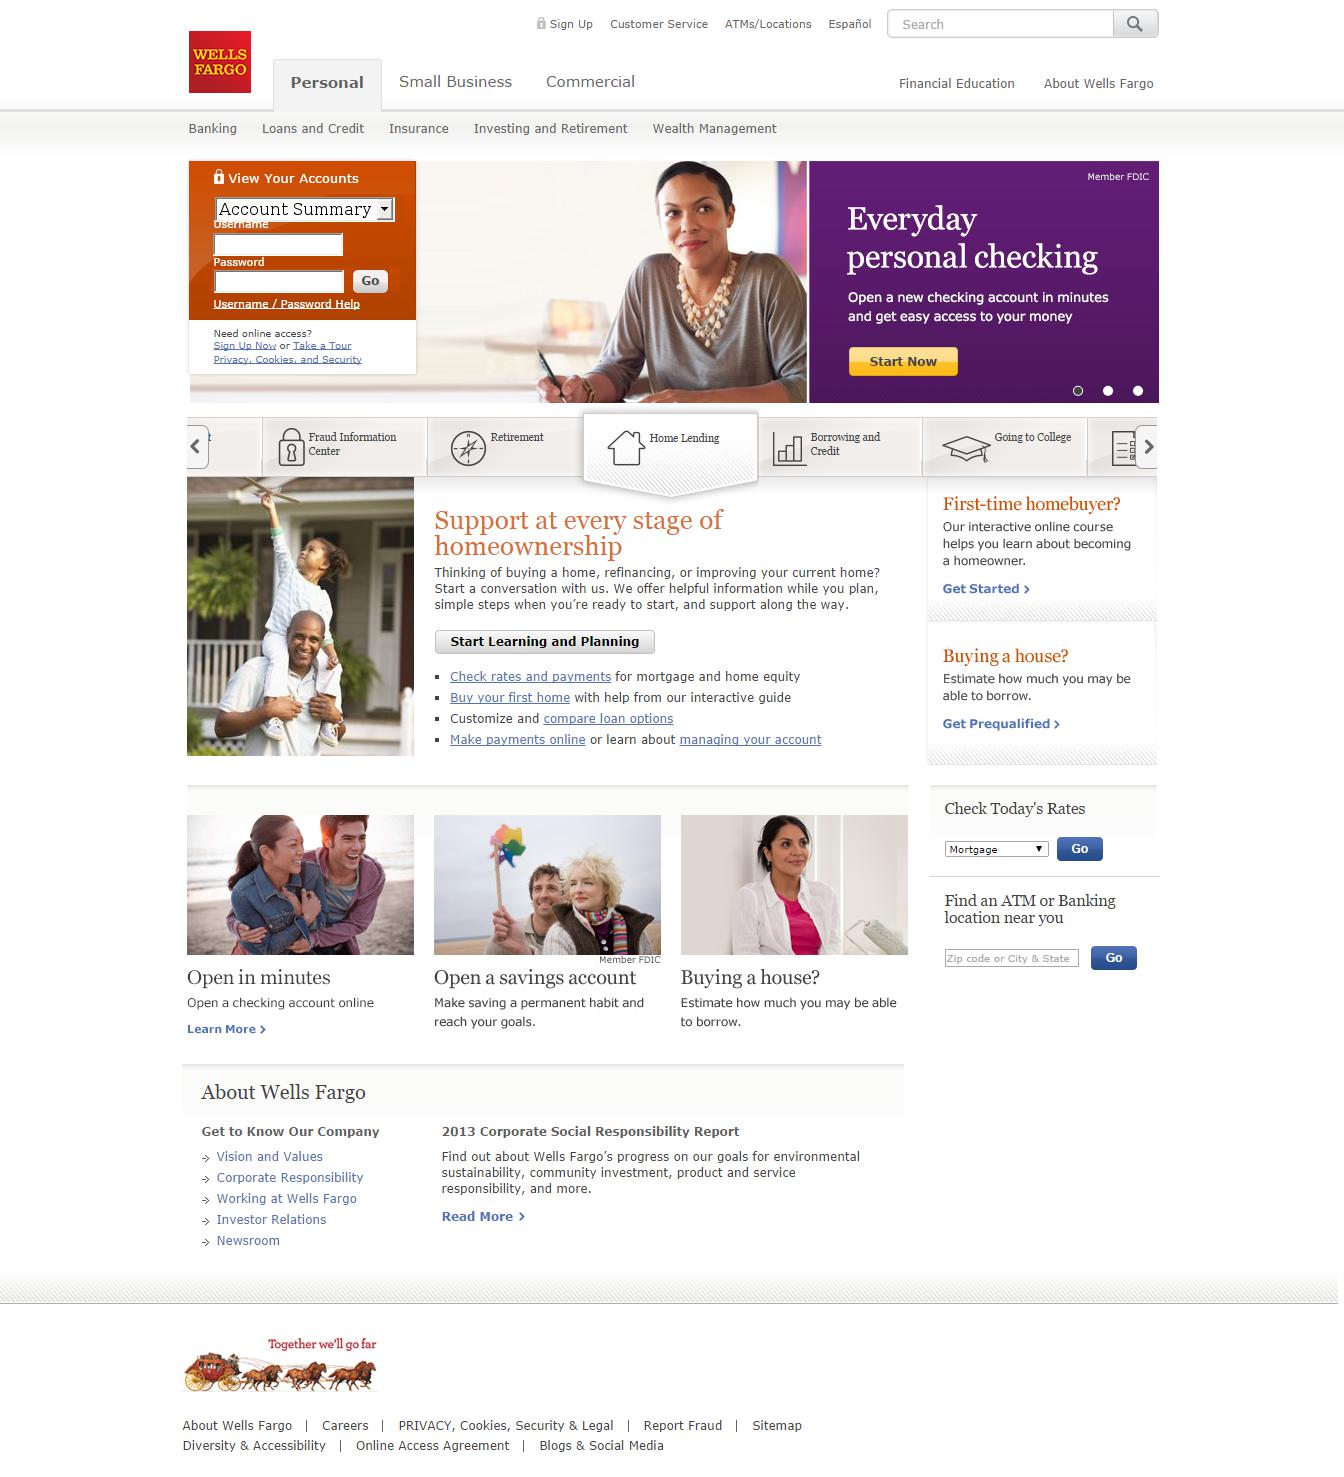 Sign Up Customer Service ATMs/Locations Español Search
WELLS
FARGO
Personal Small Business Commercial Financial Education About Wells Fargo
Banking Loans and Credit Insurance Investing and Retirement Wealth Management
View Your Accounts
Account Summary
Username
Password
Go
Username / Password Help
Need online access?
Sign Up Now or Take a Tour
Privacy, Cookies, and Security
Member FDIC
Everyday
personal checking
Open a new checking account in minutes
and get easy access to your money
Start Now
Fraud Information
Center
Retirement
Home Lending
Borrowing and
Credit
Going to College
Support at every stage of
homeownership
Thinking of buying a home, refinancing, or improving your current home?
Start a conversation with us. We offer helpful information while you plan,
simple steps when you're ready to start, and support along the way.
Start Learning and Planning
Check rates and payments for mortgage and home equity
Buy your first home with help from our interactive guide
Customize and compare loan options
Make payments online or learn about managing your account
First-time homebuyer?
Our interactive online course
helps you learn about becoming
a homeowner.
Get Started
Buying a house?
Estimate how much you may be
able to borrow.
Get Prequalified
Open in minutes
Open a checking account online
Learn More
Member FDIC
Open a savings account
Make saving a permanent habit and
reach your goals.
Buying a house?
Estimate how much you may be able
to borrow.
Check Today's Rates
Mortgage Go
Find an ATM or Banking
location near you
Zip code or City & State Go
About Wells Fargo
Get to Know Our Company
Vision and Values
Corporate Responsibility
Working at Wells Fargo
Investor Relations
Newsroom
2013 Corporate Social Responsibility Report
Find out about Wells Fargo's progress on our goals for environmental
sustainability, community investment, product and service
responsibility, and more.
Read More
Together we'll go far
About Wells Fargo | Careers | PRIVACY, Cookies, Security & Legal | Report Fraud | Sitemap
Diversity & Accessibility | Online Access Agreement | Blogs & Social Media